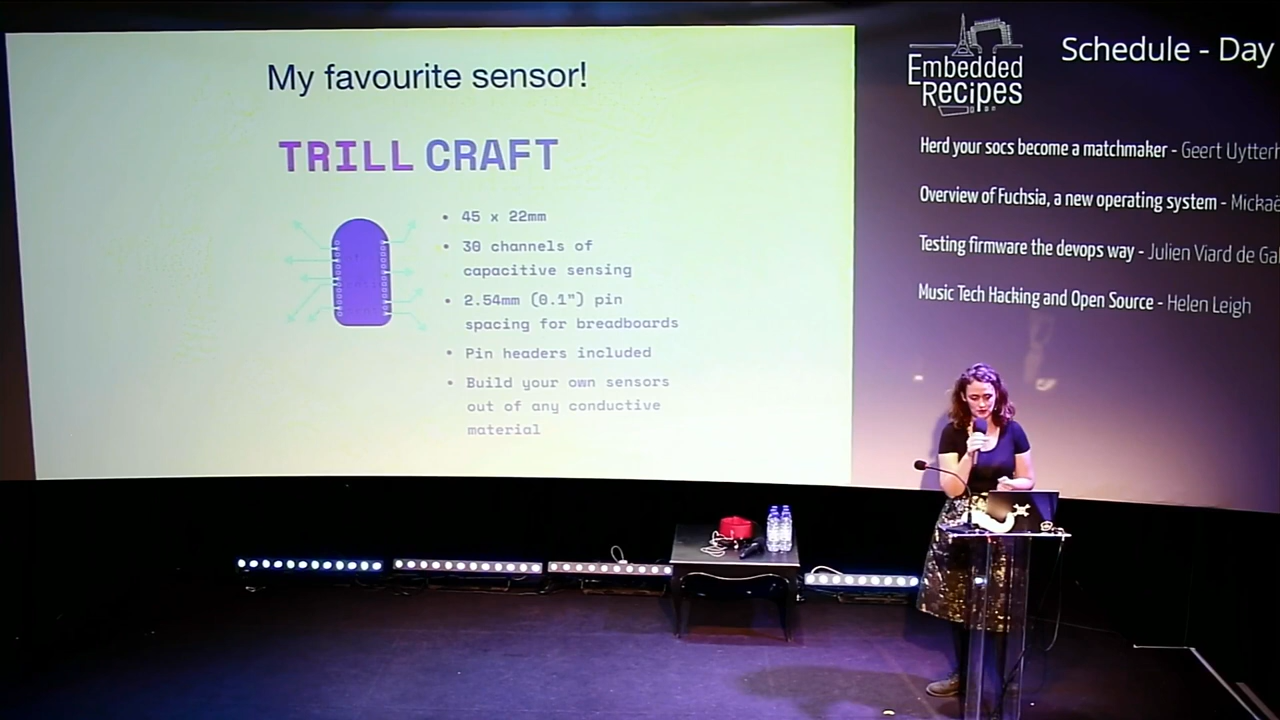 My favourite sensor!
TRILL CRAFT
• 45 x 22mm
• 30 channels of
capacitive sensing
• 2.54mm (0.1") pin
spacing for breadboards
• Pin headers included
• Build your own sensors
out of any conductive
material
Embedded
Recipes
Schedule - Day
Herd your socs become a matchmaker - Geert
Overview of Fuchsia, a new operating system -
Testing firmware the devops way - Julien Viard de
Music Tech Hacking and Open Source - Helen Leigh